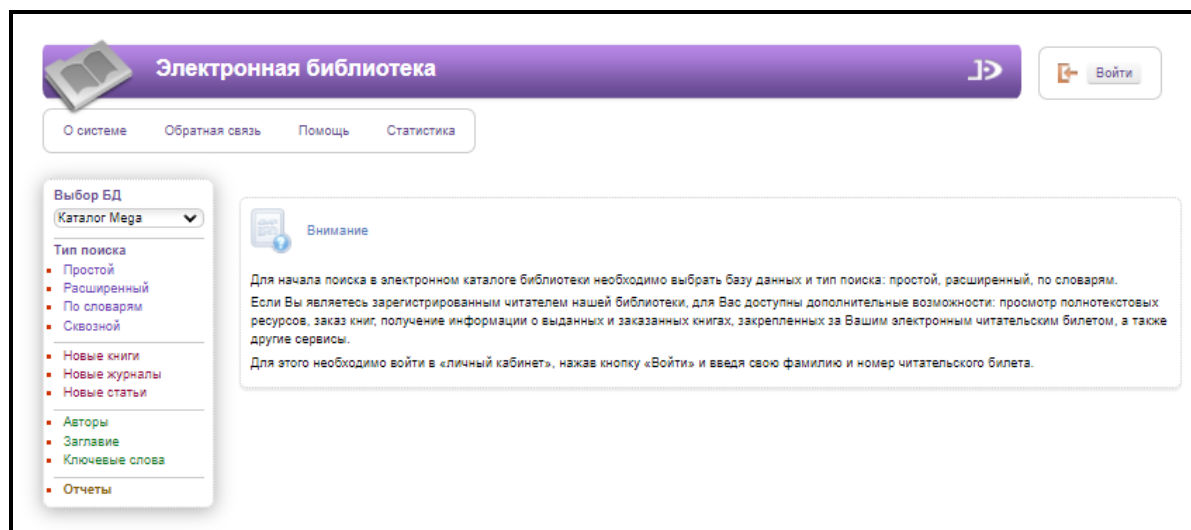 Электронная библиотека
Войти
О системе Обратная связь Помощь Статистика
Выбор БД
Каталог Mega
Тип поиска
Простой
Расширенный
По словарям
Сквозной
Новые книги
Новые журналы
Новые статьи
Авторы
Заглавие
Ключевые слова
Отчеты
Внимание
Для начала поиска в электронном каталоге библиотеки необходимо выбрать базу данных и тип поиска: простой, расширенный, по словарям.
Если Вы являетесь зарегистрированным читателем нашей библиотеки, для Вас доступны дополнительные возможности: просмотр полнотекстовых
ресурсов, заказ книг, получение информации о выданных и заказанных книгах, закрепленных за Вашим электронным читательским билетом, а также
другие сервисы.
Для этого необходимо войти в «личный кабинет», нажав кнопку «Войти» и введя свою фамилию и номер читательского билета.